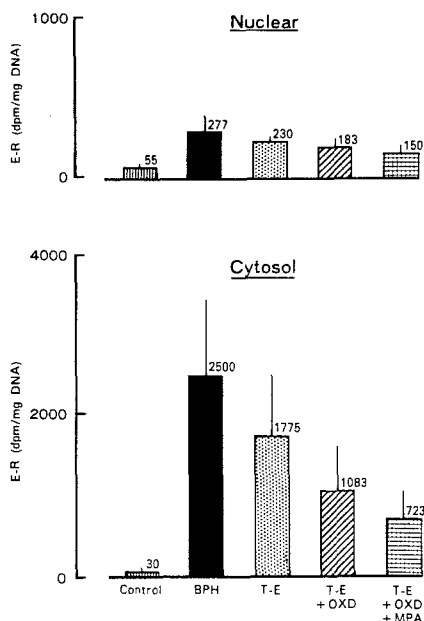 Nuclear
1000
E-R (dpm/mg DNA)
0
55
277
230
183
150
Cytosol
4000
E-R (dpm/mg DNA)
2000
0
30
2500
1775
1083
723
Control
BPH
T-E
T-E
+ OXD
T-E
+ OXD
+ MPA